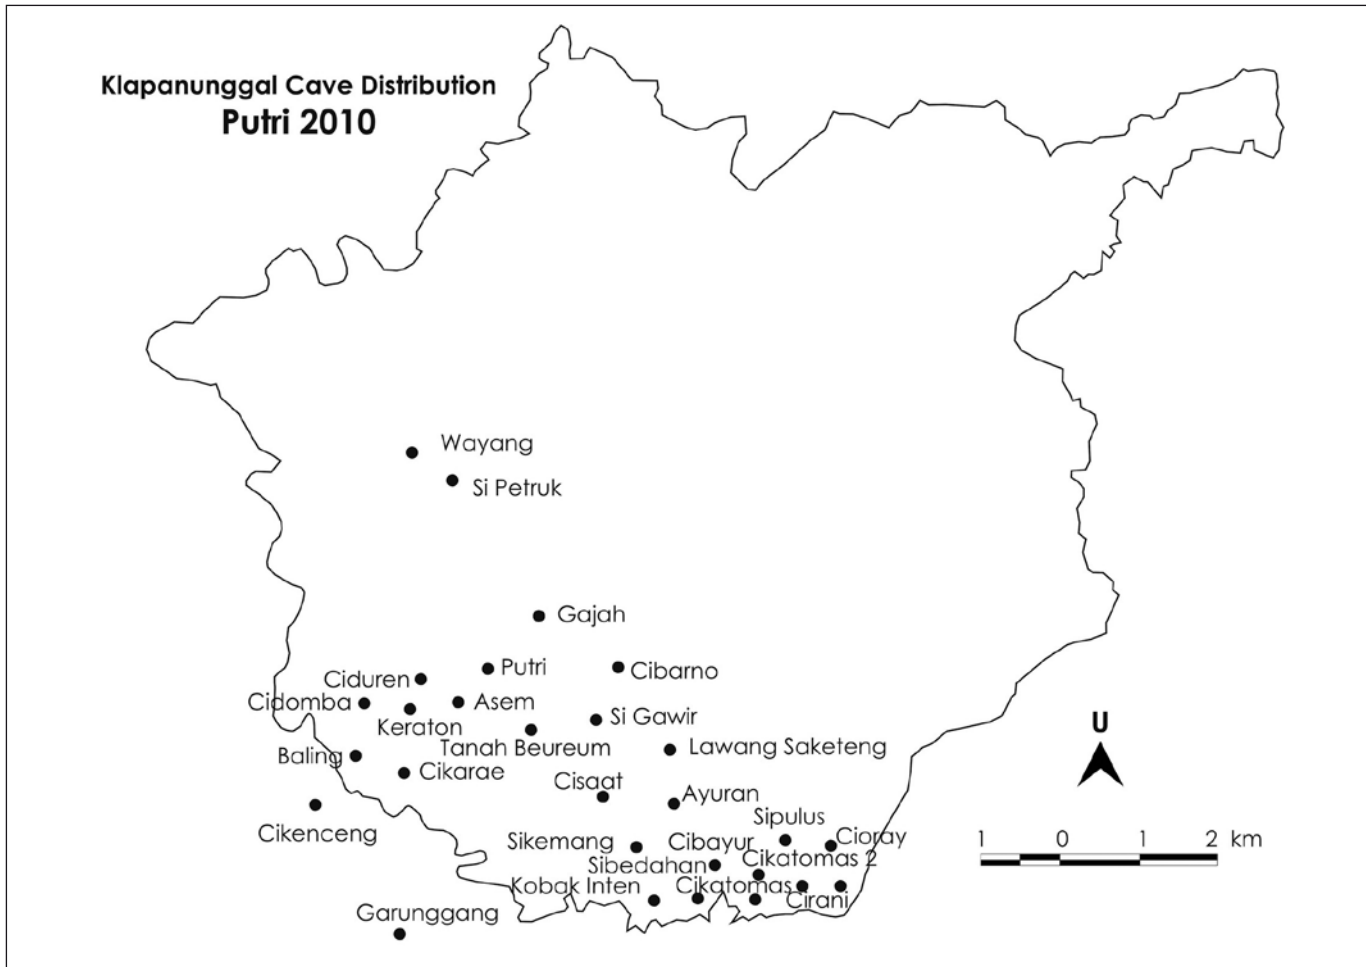 Klapanunggal Cave Distribution
Putri 2010
Wayang
Si Petruk
Gajah
Putri
Cibarno
Ciduren
Cidomba
Asem
Keraton
Si Gawir
Tanah Beureum
Lawang Saketeng
Baling
Cikarae
Cisaat
Ayuran
Cikenceng
Sipulus
Sikemang
Cibayur
Cioray
Sibedahan
Cikatomas 2
Kobak Inten
Cikatomas
Cirani
Garunggang
U
1 0 1 2 km